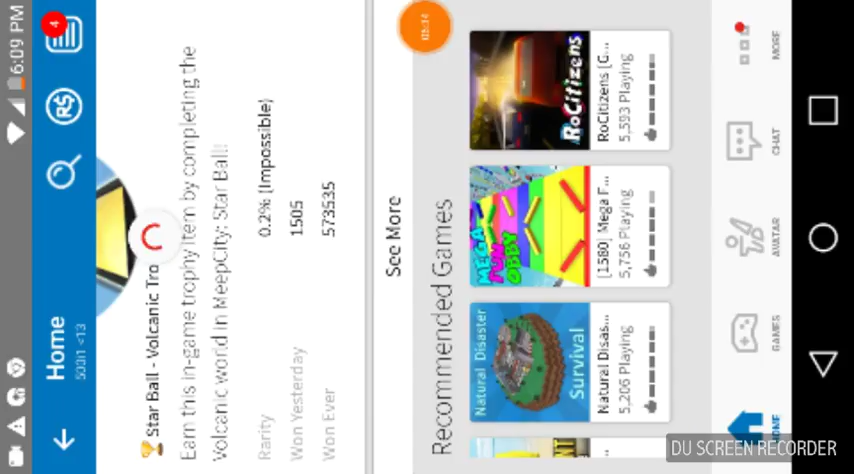 6:09 PM
4
R$
Home
500l1 <13
🏆Star Ball - Volcanic Tro
Earn this in-game trophy item by completing the
Volcanic world in MeepCity: Star Ball!
Rarity 0.2% (Impossible)
Won Yesterday 1505
Won Ever 573535
See More
Recommended Games
Natural Disaster
Survival
Natural Disas...
5,206 Playing
MEGA
FUN
OBBY
[1580] Mega F...
5,756 Playing
RoCitizens
RoCitizens [G...
5,593 Playing
GAMES
AVATAR
CHAT
MORE
DU SCREEN RECORDER